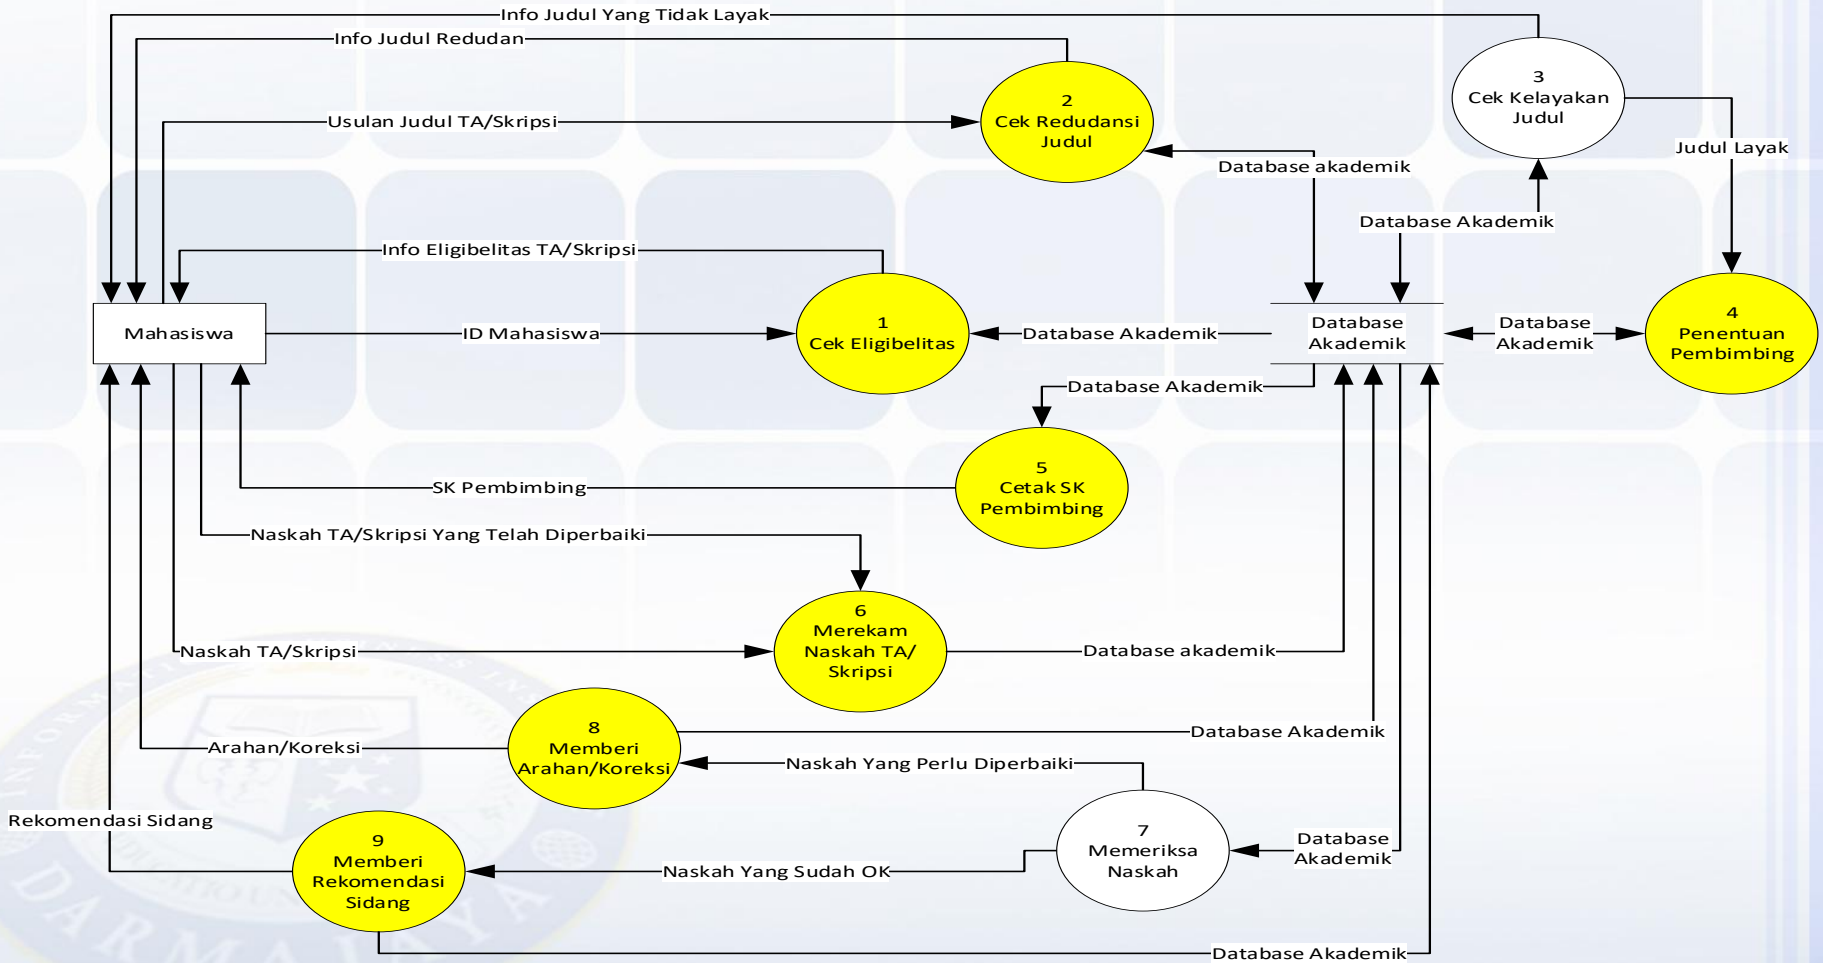 Info Judul Yang Tidak Layak
Info Judul Redudan
3
Cek Kelayakan
Judul
2
Cek Redudansi
Judul
Usulan Judul TA/Skripsi
Judul Layak
Database akademik
Database Akademik
Info Eligibelitas TA/Skripsi
Mahasiswa
ID Mahasiswa
1
Cek Eligibelitas
Database Akademik
Database
Akademik
Database
Akademik
4
Penentuan
Pembimbing
Database Akademik
5
Cetak SK
Pembimbing
SK Pembimbing
Naskah TA/Skripsi Yang Telah Diperbaiki
6
Merekam
Naskah TA/
Skripsi
Naskah TA/Skripsi
Database akademik
8
Memberi
Arahan/Koreksi
Arahan/Koreksi
Database Akademik
Naskah Yang Perlu Diperbaiki
Rekomendasi Sidang
9
Memberi
Rekomendasi
Sidang
7
Memeriksa
Naskah
Database
Akademik
Naskah Yang Sudah OK
Database Akademik
DARMAJAYA